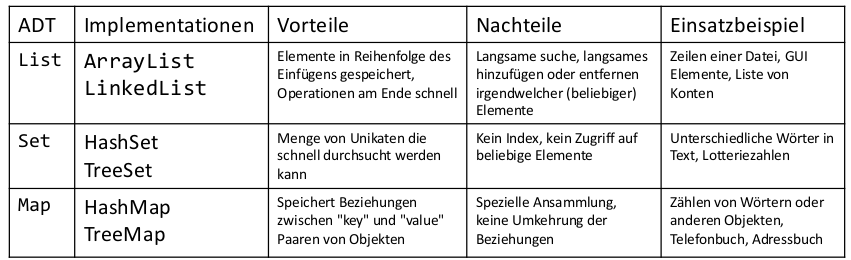 ADT Implementationen Vorteile Nachteile Einsatzbeispiel
List ArrayList LinkedList
Elemente in Reihenfolge des
Einfügens gespeichert,
Operationen am Ende schnell
Langsame suche, langsames
hinzufügen oder entfernen
irgendwelcher (beliebiger)
Elemente
Zeilen einer Datei, GUI
Elemente, Liste von
Konten
Set HashSet TreeSet
Menge von Unikaten die
schnell durchsucht werden
kann
Kein Index, kein Zugriff auf
beliebige Elemente
Unterschiedliche Wörter in
Text, Lotteriezahlen
Map HashMap TreeMap
Speichert Beziehungen
zwischen "key" und "value"
Paaren von Objekten
Spezielle Ansammlung,
keine Umkehrung der
Beziehungen
Zählen von Wörtern oder
anderen Objekten,
Telefonbuch, Adressbuch